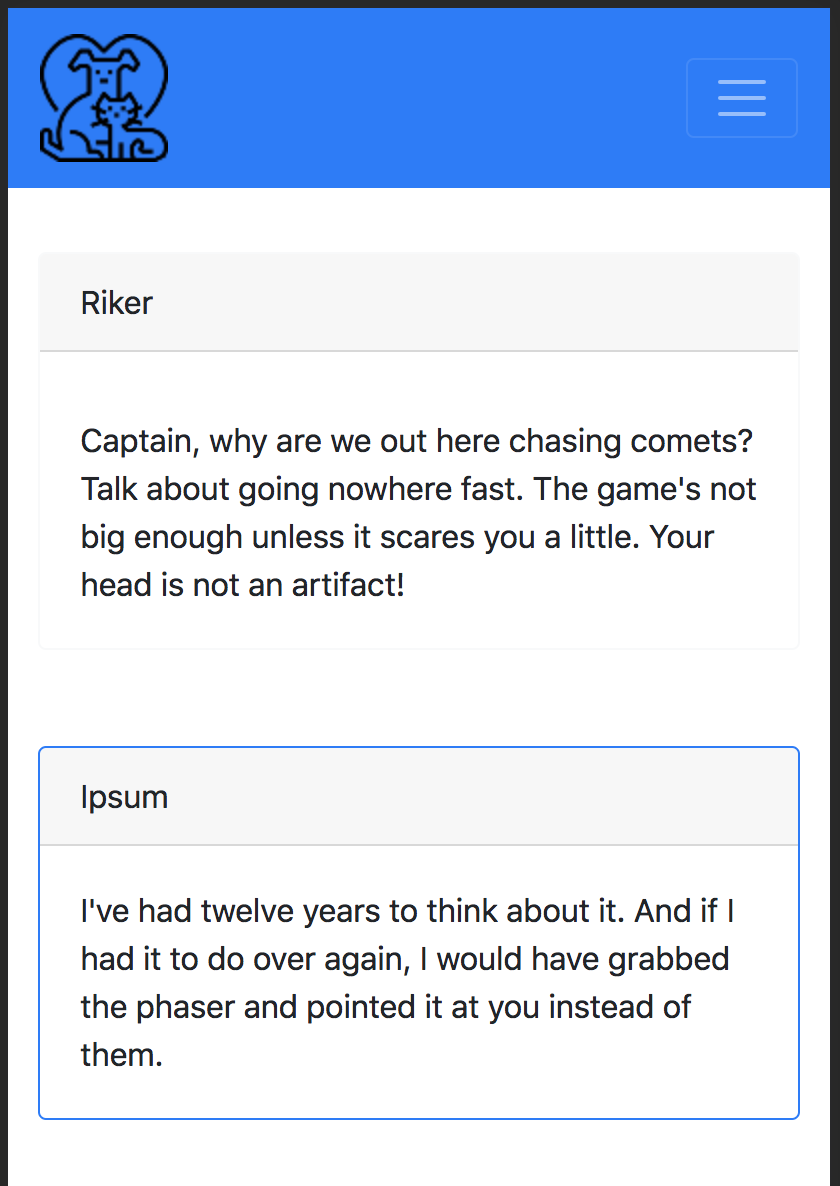 Riker
Captain, why are we out here chasing comets?
Talk about going nowhere fast. The game's not
big enough unless it scares you a little. Your
head is not an artifact!
Ipsum
I've had twelve years to think about it. And if I
had it to do over again, I would have grabbed
the phaser and pointed it at you instead of
them.